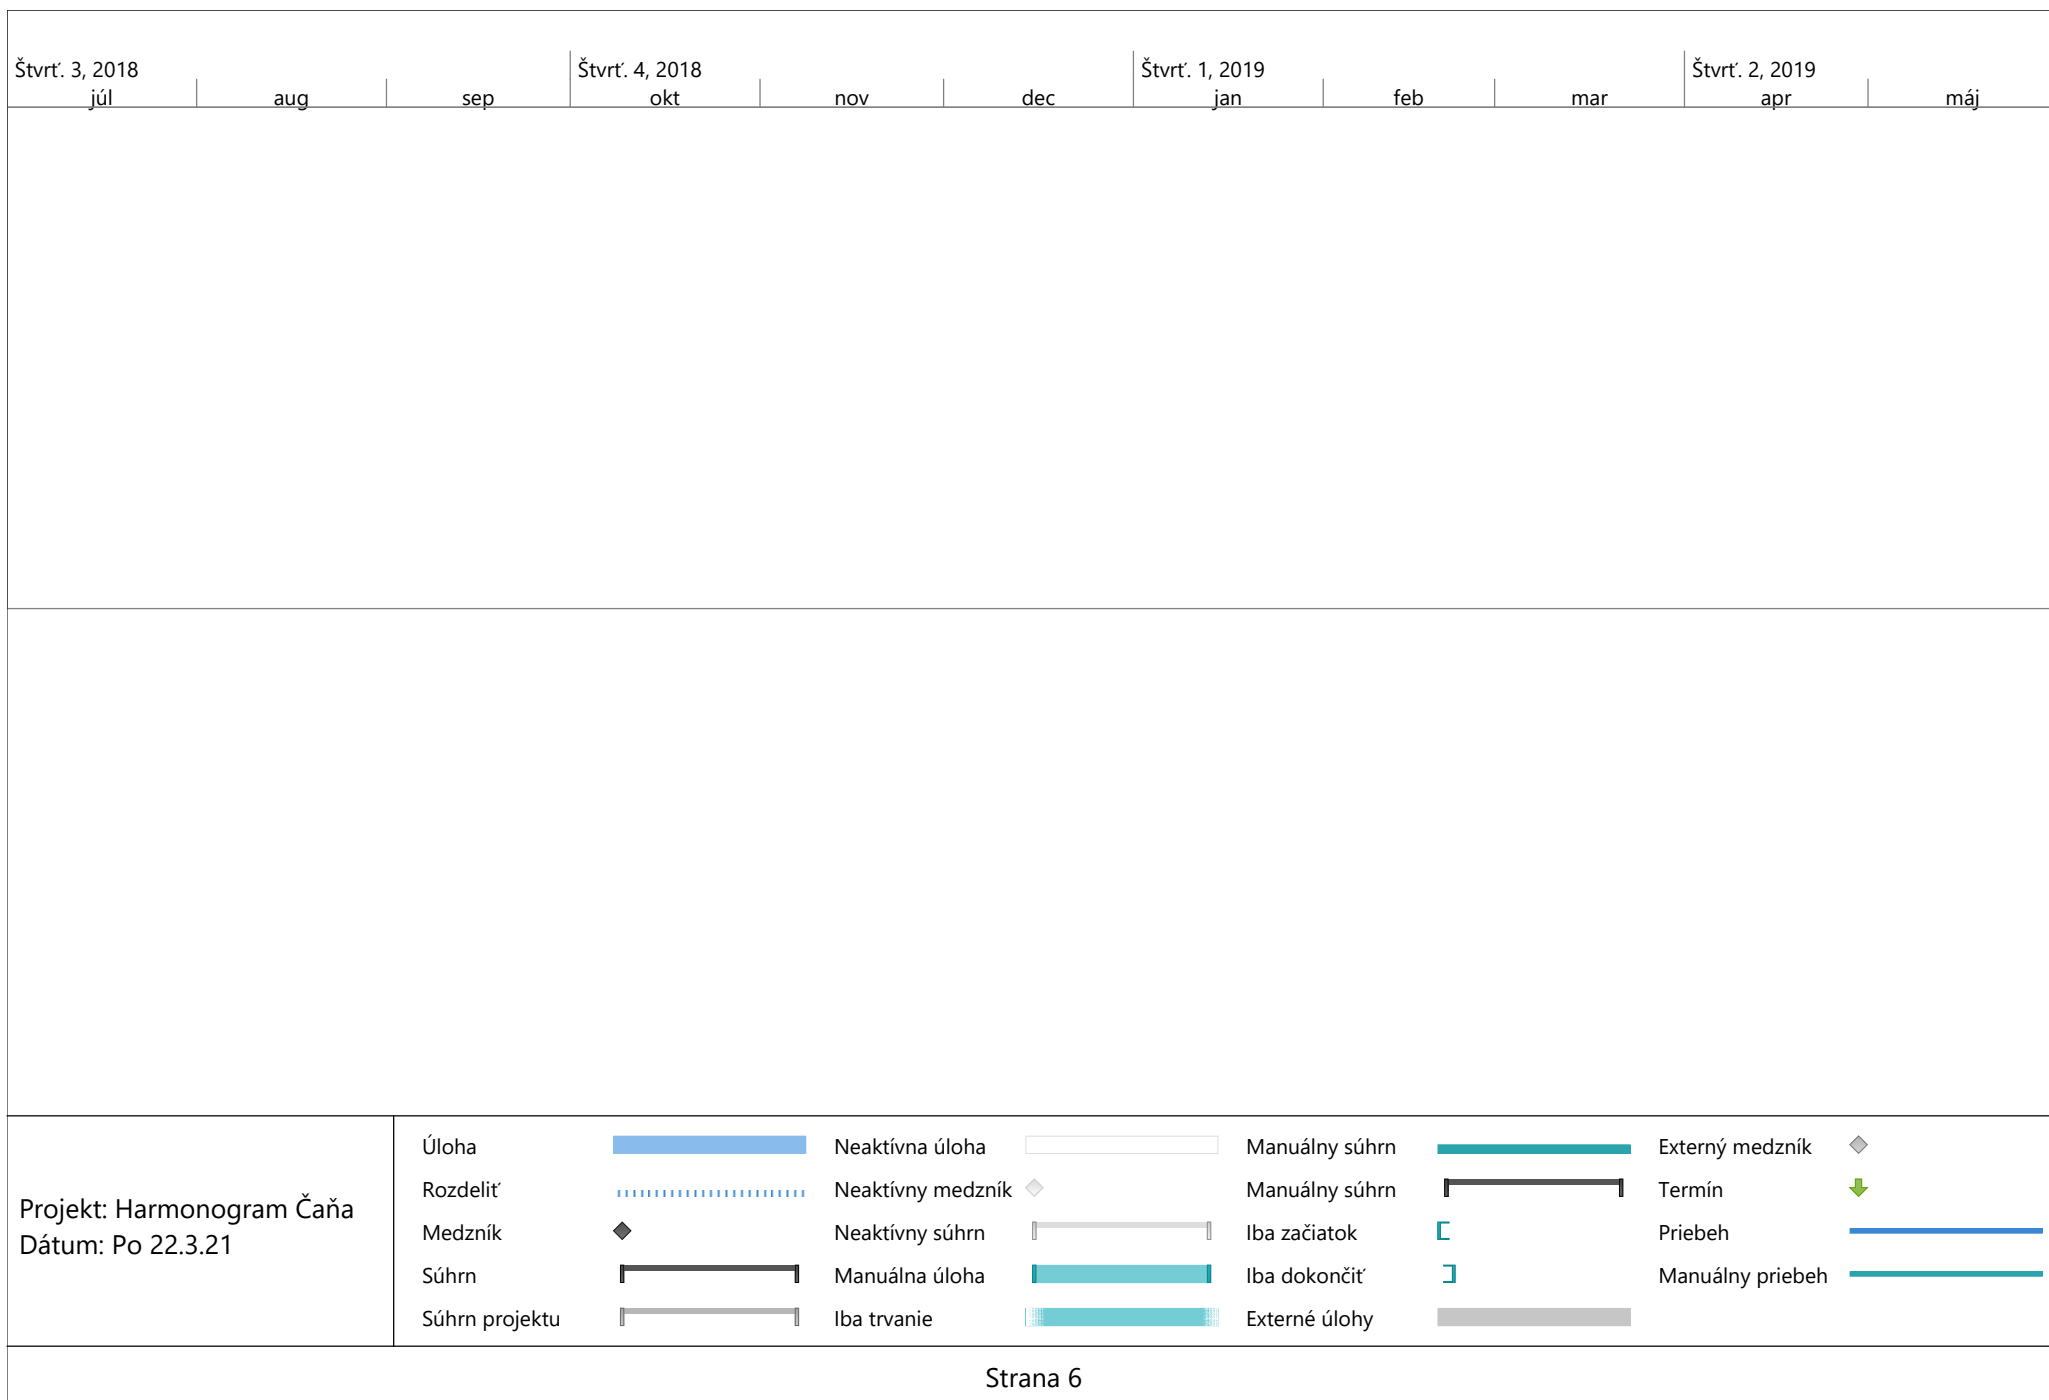 Štvrť. 3, 2018 Štvrť. 4, 2018 Štvrť. 1, 2019 Štvrť. 2, 2019
júl aug sep okt nov dec jan feb mar apr máj
Projekt: Harmonogram Čaňa
Dátum: Po 22.3.21
Úloha
Rozdeliť
Medzník
Súhrn
Súhrn projektu
Neaktívna úloha
Neaktívny medzník
Neaktívny súhrn
Manuálna úloha
Iba trvanie
Manuálny súhrn
Manuálny súhrn
Iba začiatok
Iba dokončiť
Externé úlohy
Externý medzník
Termín
Priebeh
Manuálny priebeh
Strana 6